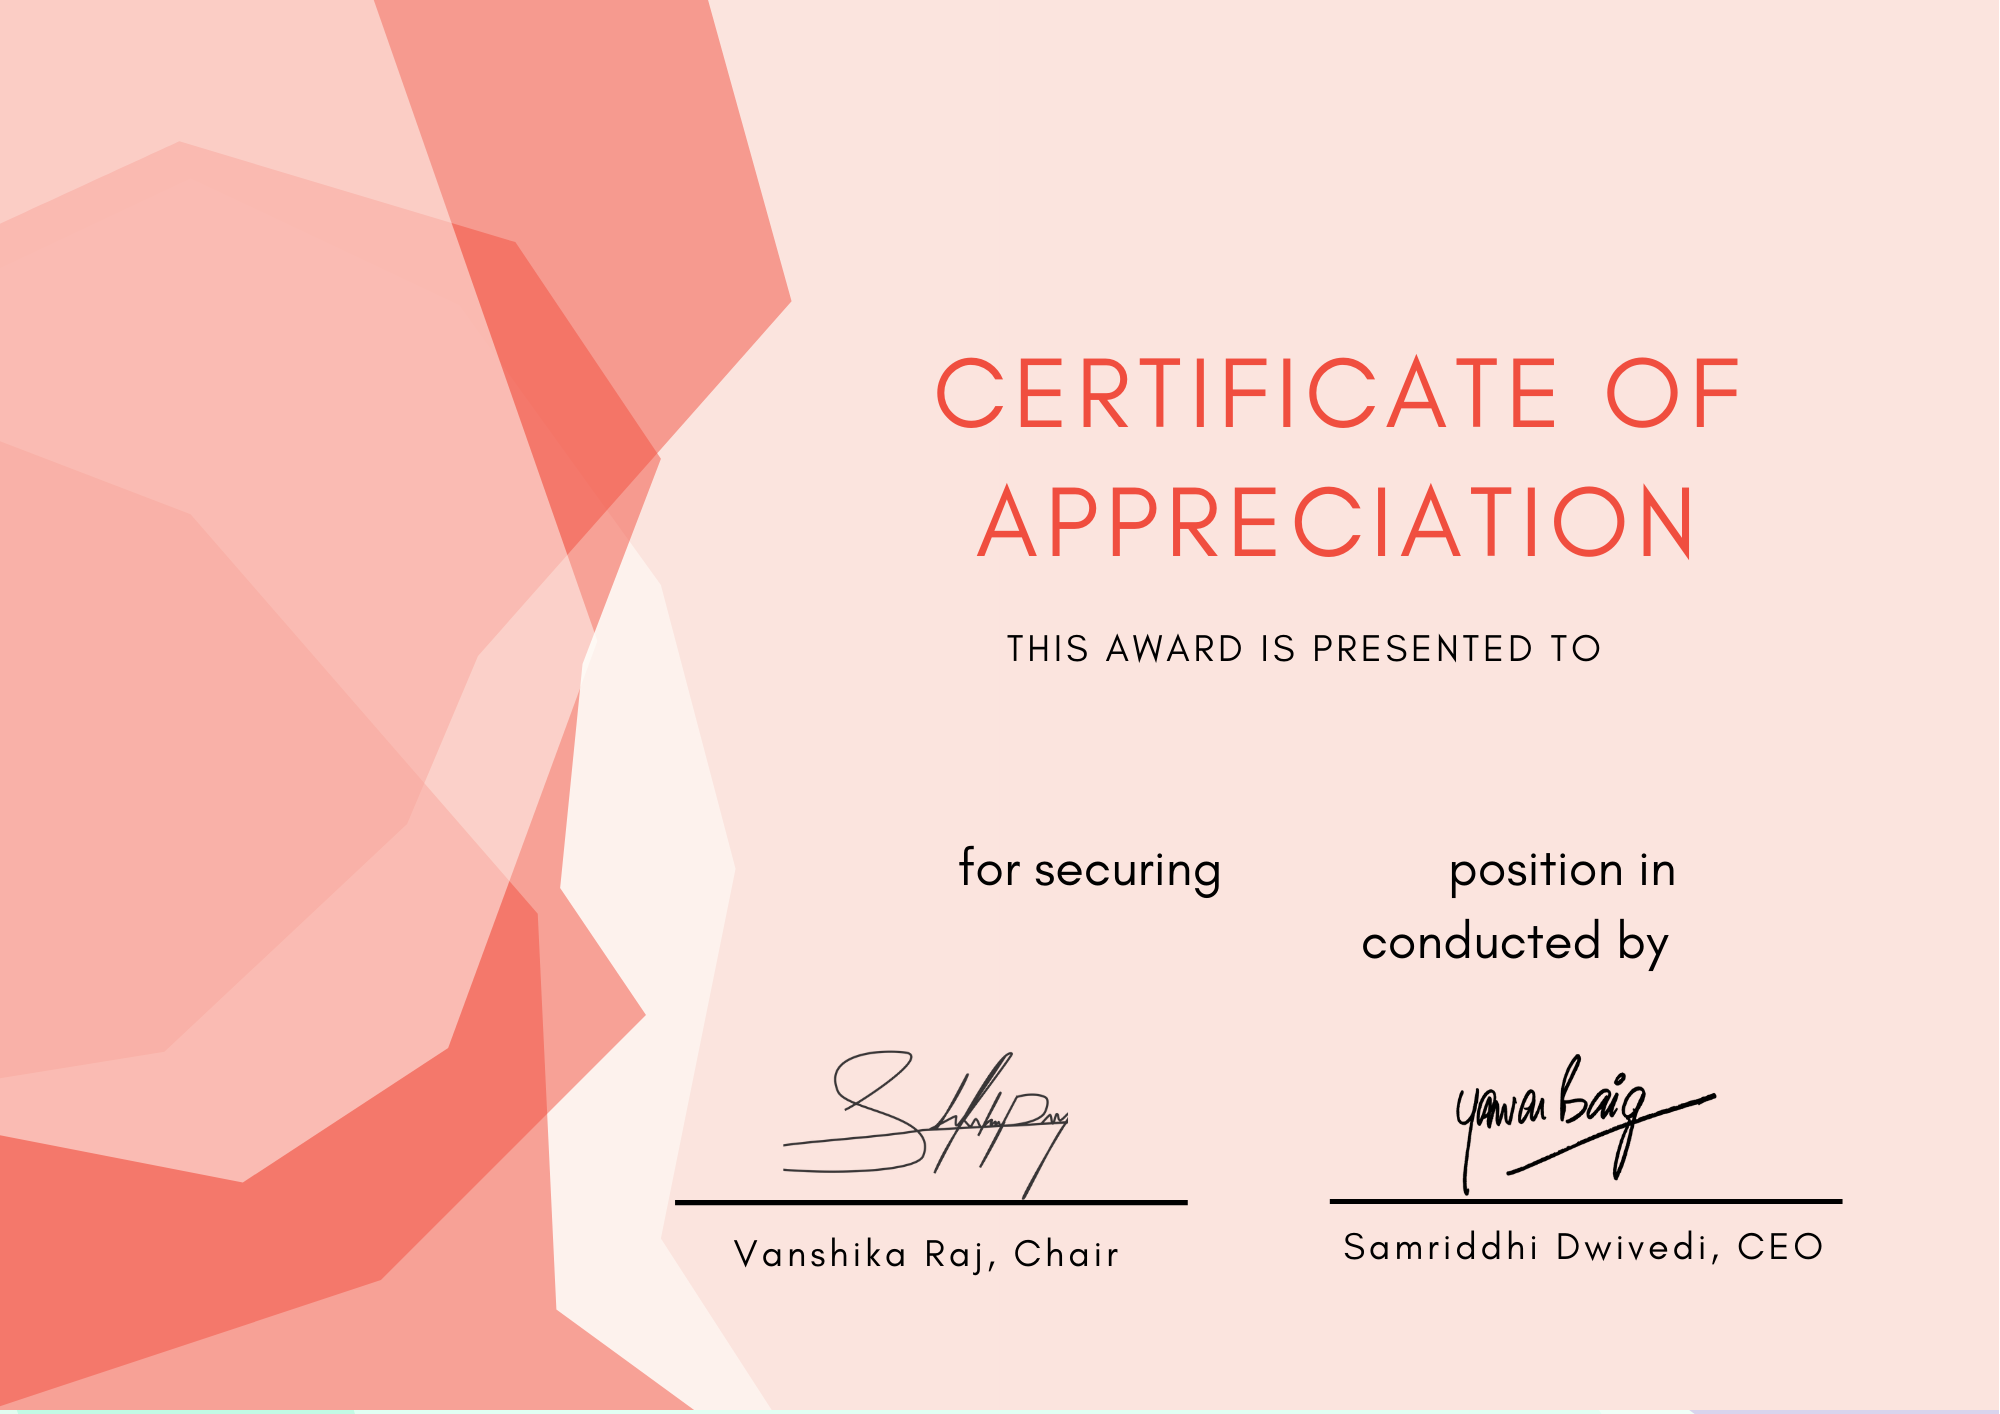 CERTIFICATE OF
APPRECIATION
THIS AWARD IS PRESENTED TO
for securing position in
conducted by
yawar baig
Vanshika Raj, Chair
Samriddhi Dwivedi, CEO